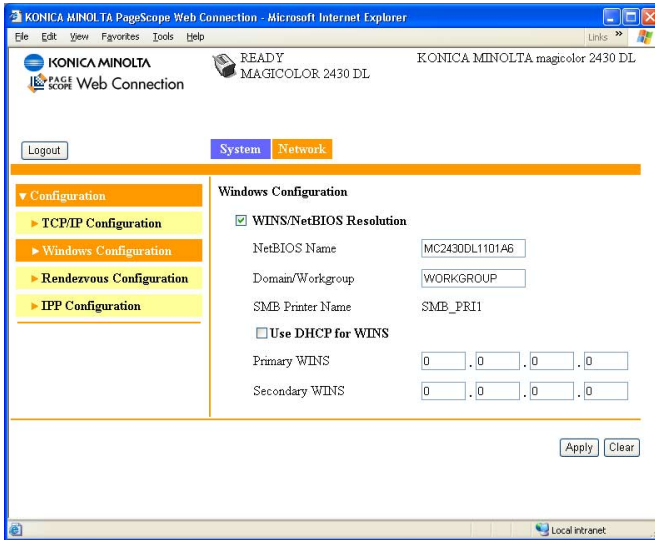 KONICA MINOLTA PageScope Web Connection - Microsoft Internet Explorer
File Edit View Favorites Tools Help Links »
KONICA MINOLTA
PAGE SCOPE Web Connection
READY
MAGICOLOR 2430 DL
KONICA MINOLTA magicolor 2430 DL
Logout
System Network
Configuration
TCP/IP Configuration
Windows Configuration
Rendezvous Configuration
IPP Configuration
Windows Configuration
WINS/NetBIOS Resolution
NetBIOS Name MC2430DL1101A6
Domain/Workgroup WORKGROUP
SMB Printer Name SMB_PRI1
Use DHCP for WINS
Primary WINS 0 . 0 . 0 . 0
Secondary WINS 0 . 0 . 0 . 0
Apply Clear
Local intranet